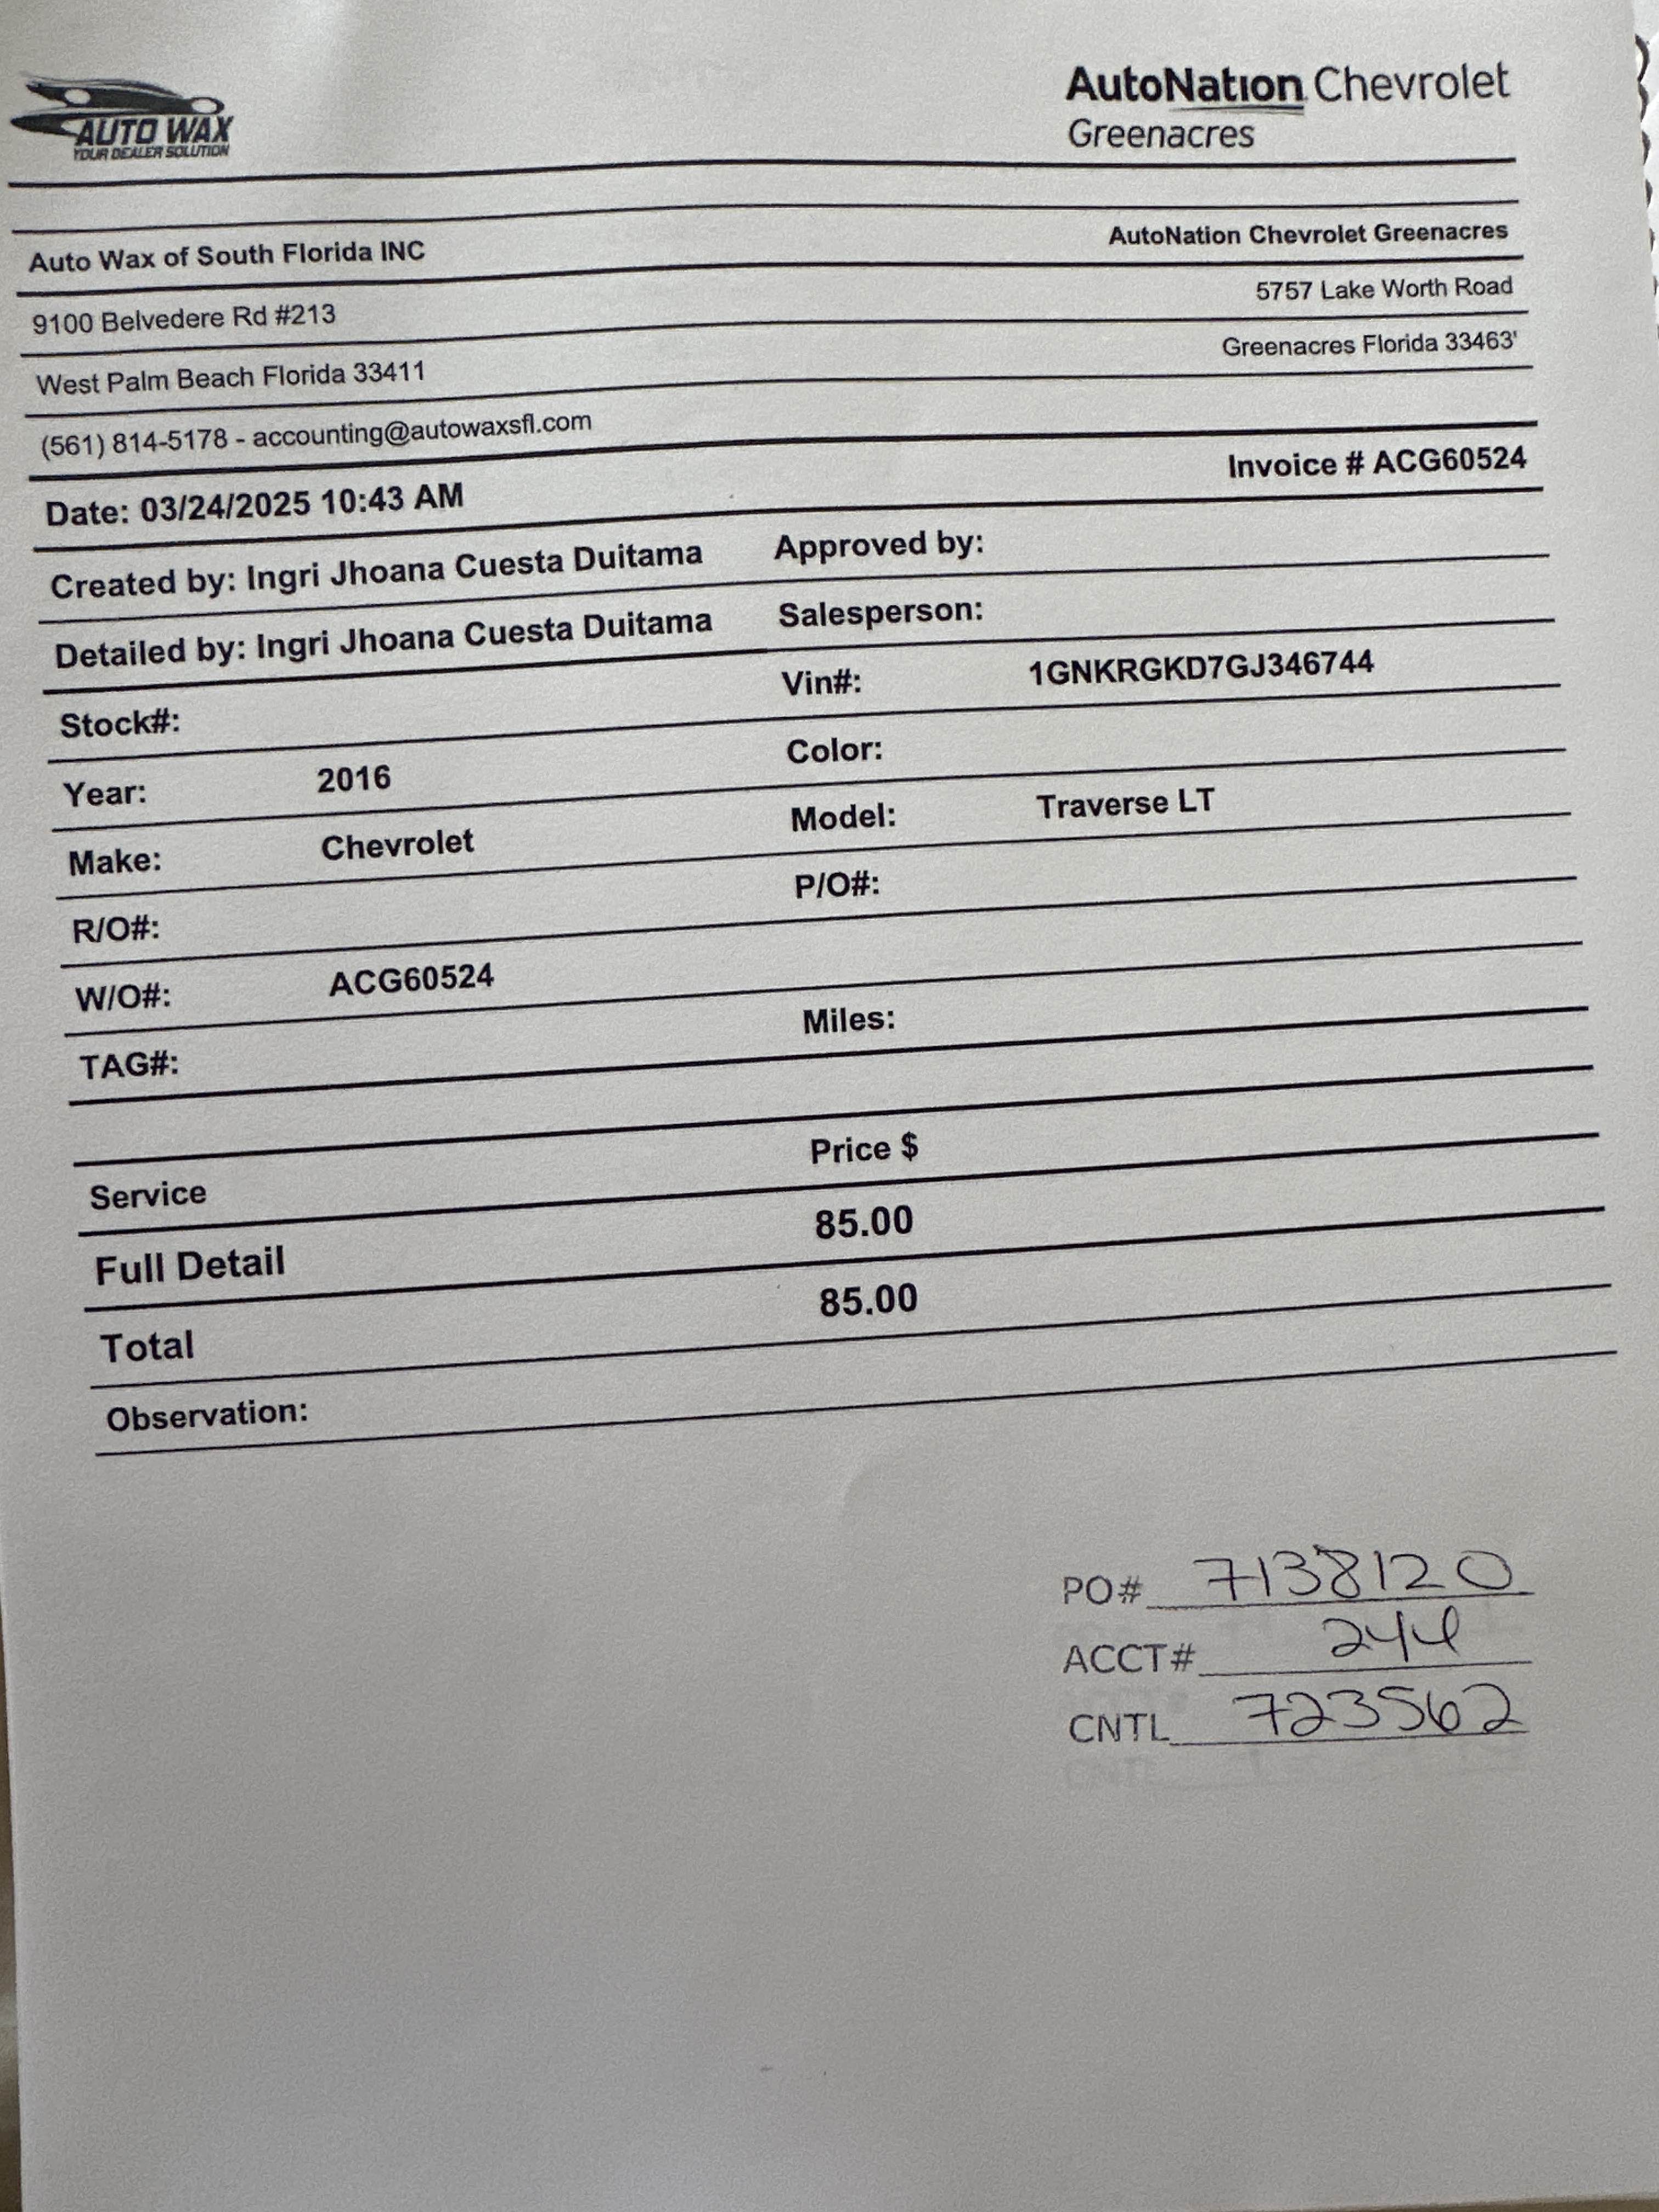 AUTO WAX
YOUR DEALER SOLUTION
AutoNation Chevrolet
Greenacres
Auto Wax of South Florida INC
AutoNation Chevrolet Greenacres
9100 Belvedere Rd #213
5757 Lake Worth Road
West Palm Beach Florida 33411
Greenacres Florida 33463'
(561) 814-5178 - accounting@autowaxsfl.com
Date: 03/24/2025 10:43 AM
Invoice # ACG60524
Created by: Ingri Jhoana Cuesta Duitama Approved by:
Detailed by: Ingri Jhoana Cuesta Duitama Salesperson:
Stock#: Vin#: 1GNKRGKD7GJ346744
Year: 2016 Color:
Make: Chevrolet Model: Traverse LT
R/O#: P/O#:
W/O#: ACG60524
TAG#: Miles:
Service Price $
Full Detail 85.00
Total 85.00
Observation:
PO# 7138120
ACCT# 244
CNTL 723562